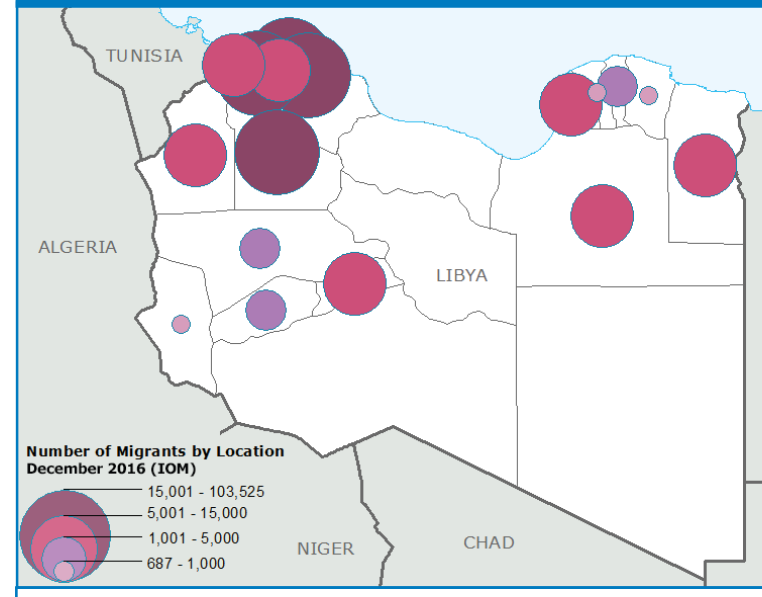 TUNISIA
ALGERIA
LIBYA
Number of Migrants by Location
December 2016 (IOM)
15,001 - 103,525
5,001 - 15,000
1,001 - 5,000
687 - 1,000
NIGER
CHAD